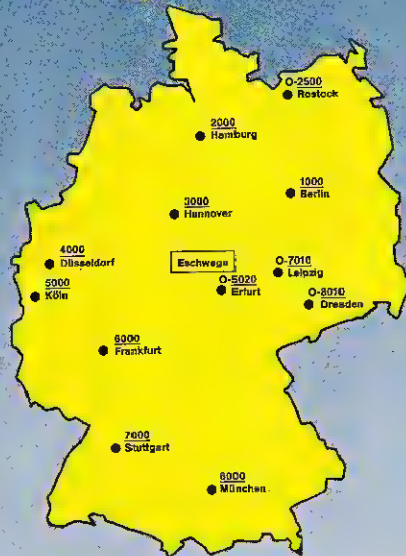 O-2500
Rostock
2000
Hamburg
1000
Berlin
3000
Hannover
4000
Düsseldorf
Eschwege
O-7010
Leipzig
5000
Köln
O-5020
Erfurt
O-8010
Dresden
6000
Frankfurt
7000
Stuttgart
8000
München